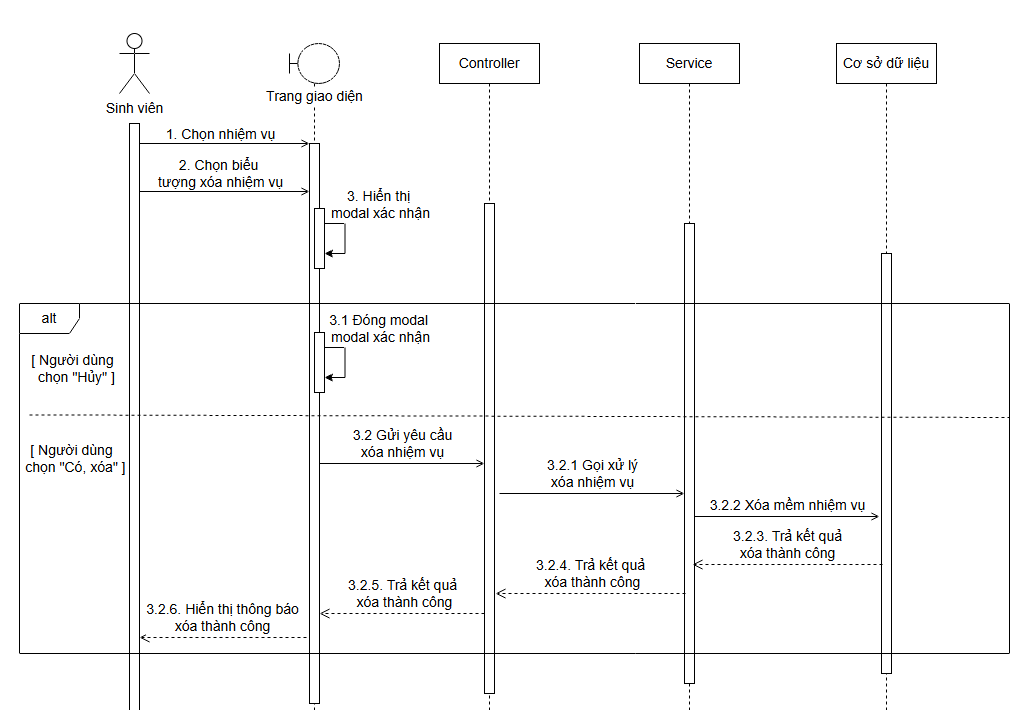 Sinh viên
Trang giao diện
Controller
Service
Cơ sở dữ liệu
1. Chọn nhiệm vụ
2. Chọn biểu
tượng xóa nhiệm vụ
3. Hiển thị
modal xác nhận
alt
3.1 Đóng modal
modal xác nhận
[ Người dùng
chọn "Hủy" ]
3.2 Gửi yêu cầu
xóa nhiệm vụ
[ Người dùng
chọn "Có, xóa" ]
3.2.1 Gọi xử lý
xóa nhiệm vụ
3.2.2 Xóa mềm nhiệm vụ
3.2.3. Trả kết quả
xóa thành công
3.2.4. Trả kết quả
xóa thành công
3.2.5. Trả kết quả
xóa thành công
3.2.6. Hiển thị thông báo
xóa thành công